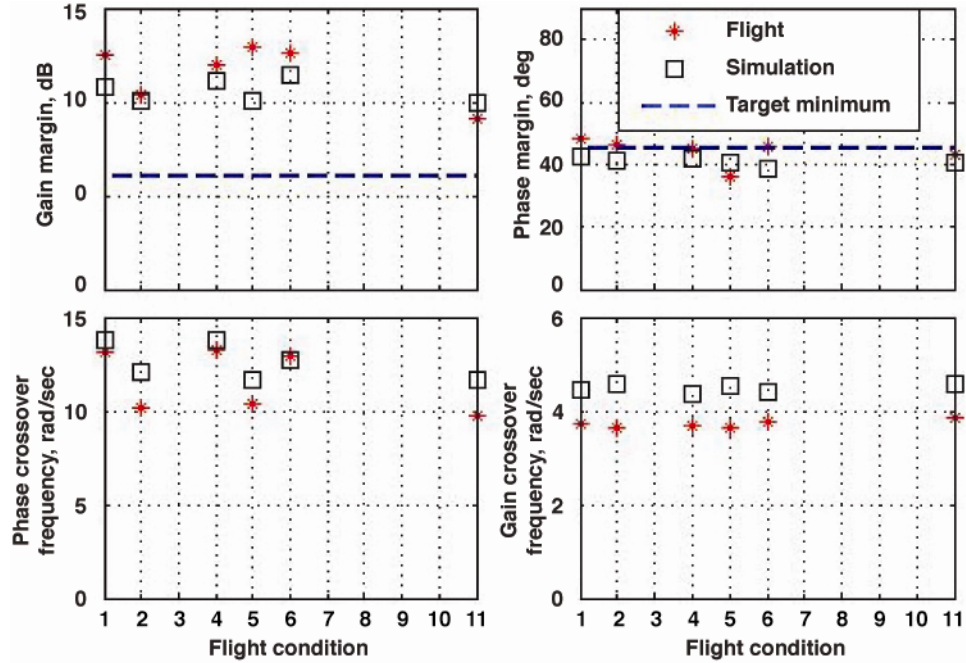 Gain margin, dB
15
10
0
0
Phase margin, deg
80
60
40
20
0
Flight
Simulation
Target minimum
Phase crossover
frequency, rad/sec
15
10
5
0
1 2 3 4 5 6 7 8 9 10 11
Flight condition
Gain crossover
frequency, rad/sec
6
4
2
0
1 2 3 4 5 6 7 8 9 10 11
Flight condition